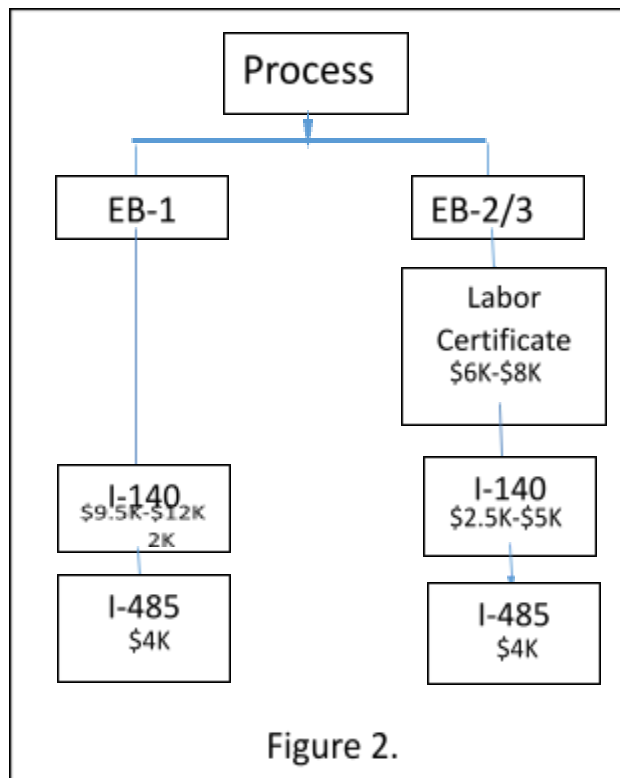 Process
EB-1
EB-2/3
Labor
Certificate
$6K-$8K
I-140
$9.5K-$12K
2K
I-140
$2.5K-$5K
I-485
$4K
I-485
$4K
Figure 2.